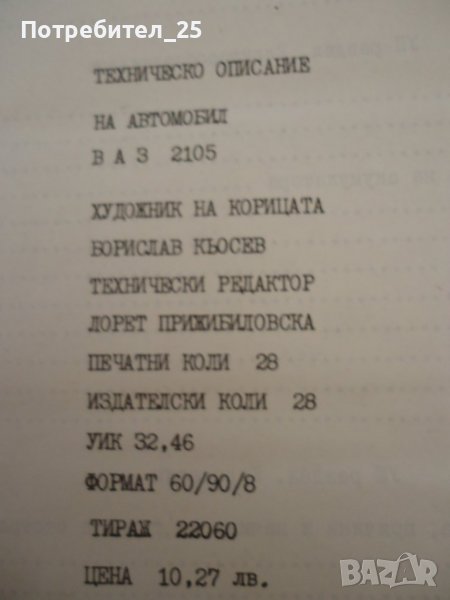 Потребител_25
ТЕХНИЧЕСКО ОПИСАНИЕ
НА АВТОМОБИЛ
В А З 2105
ХУДОЖНИК НА КОРИЦАТА
БОРИСЛАВ КЬОСЕВ
ТЕХНИЧЕСКИ РЕДАКТОР
ЛОРЕТ ПРИЖИБИЛОВСКА
ПЕЧАТНИ КОЛИ 28
ИЗДАТЕЛСКИ КОЛИ 28
УИК 32,46
ФОРМАТ 60/90/8
ТИРАЖ 22060
ЦЕНА 10,27 лв.
BAZAR